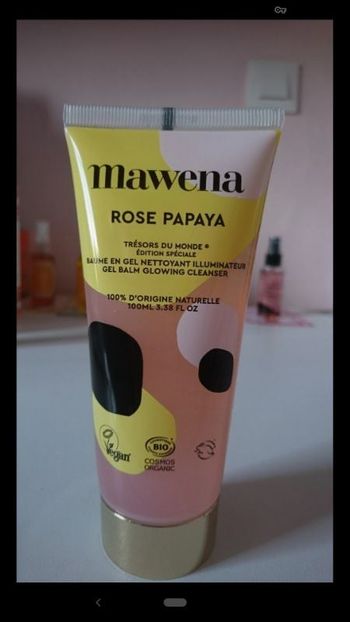 mawena
ROSE PAPAYA
TRÉSORS DU MONDE ®
ÉDITION SPÉCIALE
BAUME EN GEL NETTOYANT ILLUMINATEUR
GEL BALM GLOWING CLEANSER
100% D'ORIGINE NATURELLE
100ML 3.38 FL OZ
Vegan
BIO
COSMOS
ORGANIC